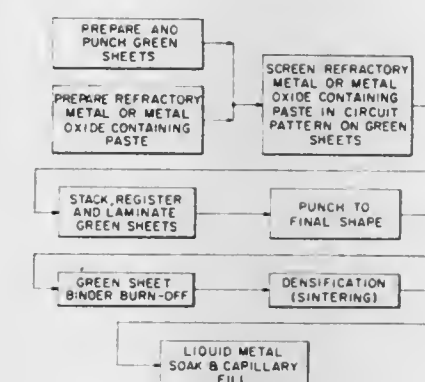 PREPARE AND
PUNCH GREEN
SHEETS
PREPARE REFRACTORY
METAL OR METAL
OXIDE CONTAINING
PASTE
SCREEN REFRACTORY
METAL OR METAL
OXIDE CONTAINING
PASTE IN CIRCUIT
PATTERN ON GREEN
SHEETS
STACK, REGISTER
AND LAMINATE
GREEN SHEETS
PUNCH TO
FINAL SHAPE
GREEN SHEET
BINDER BURN-OFF
DENSIFICATION
(SINTERING)
LIQUID METAL
SOAK & CAPILLARY
FILL